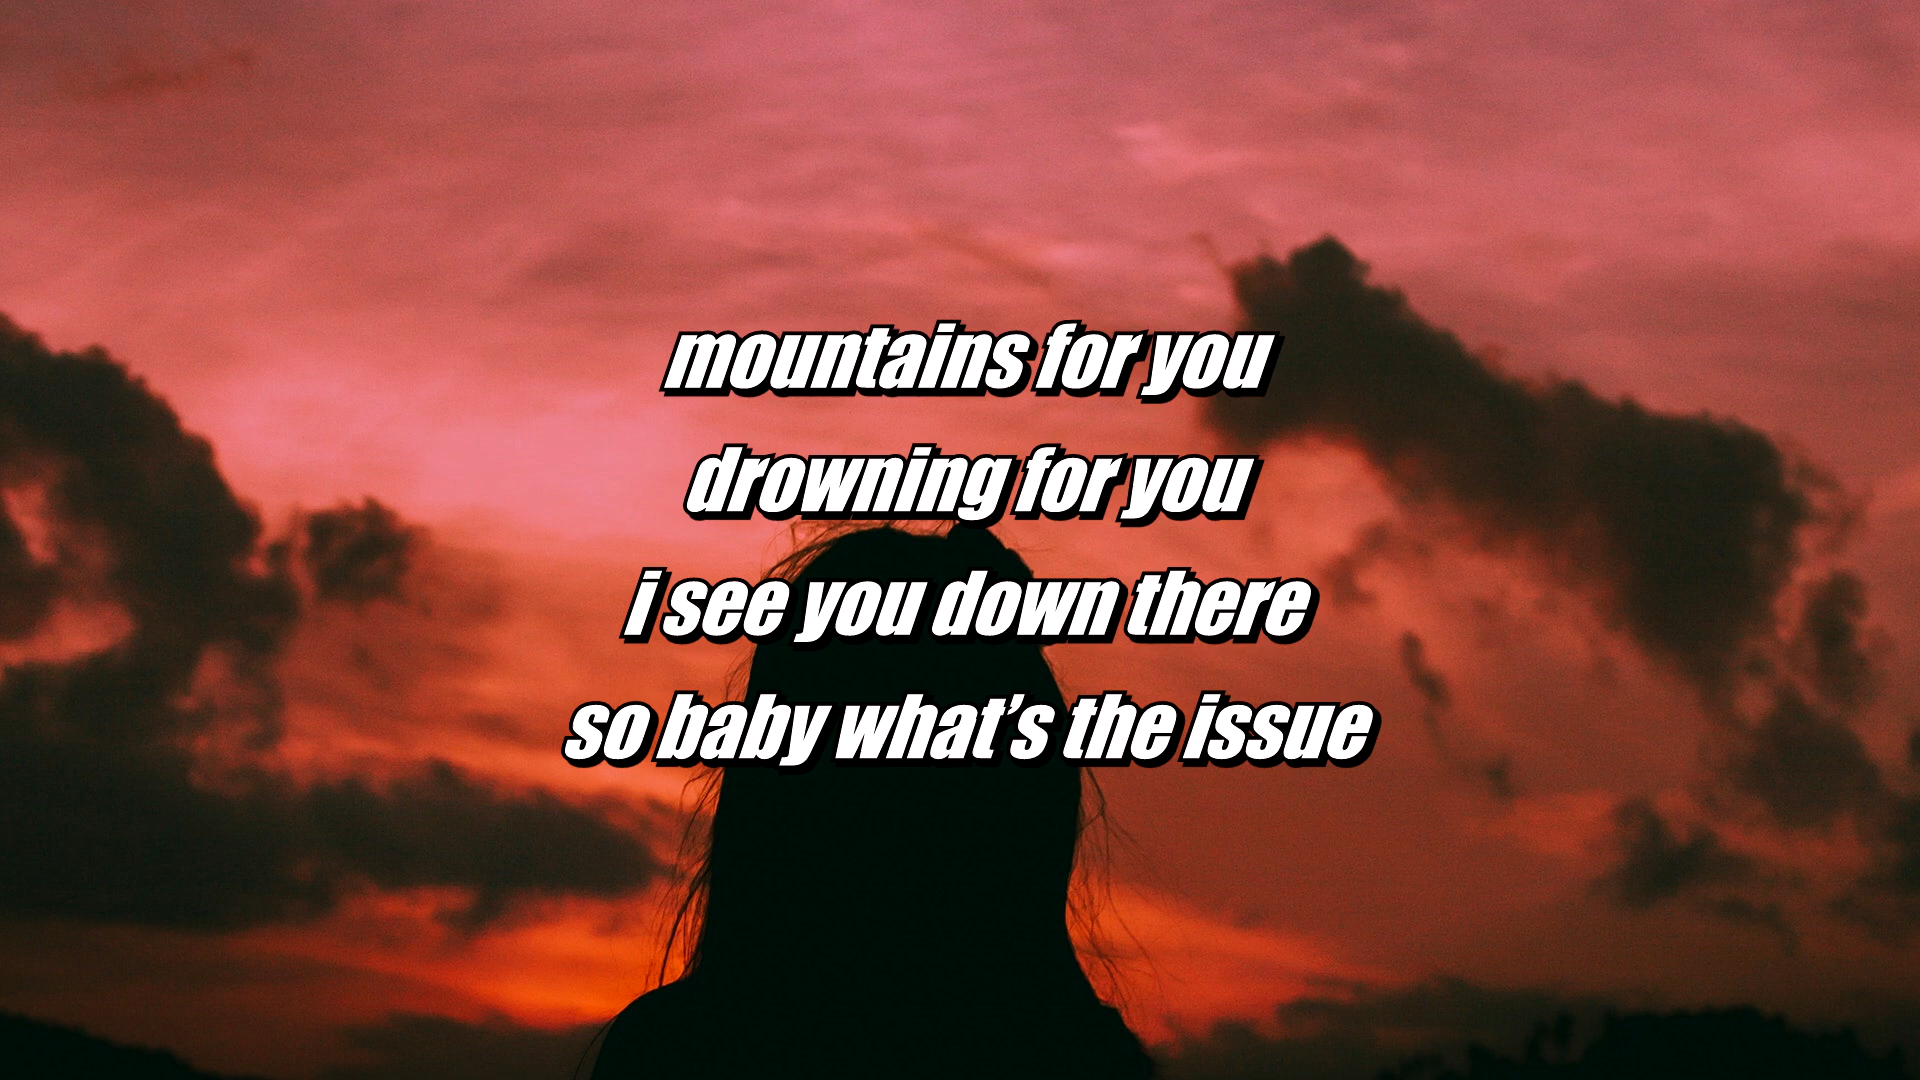 mountains for you
drowning for you
i see you down there
so baby what’s the issue